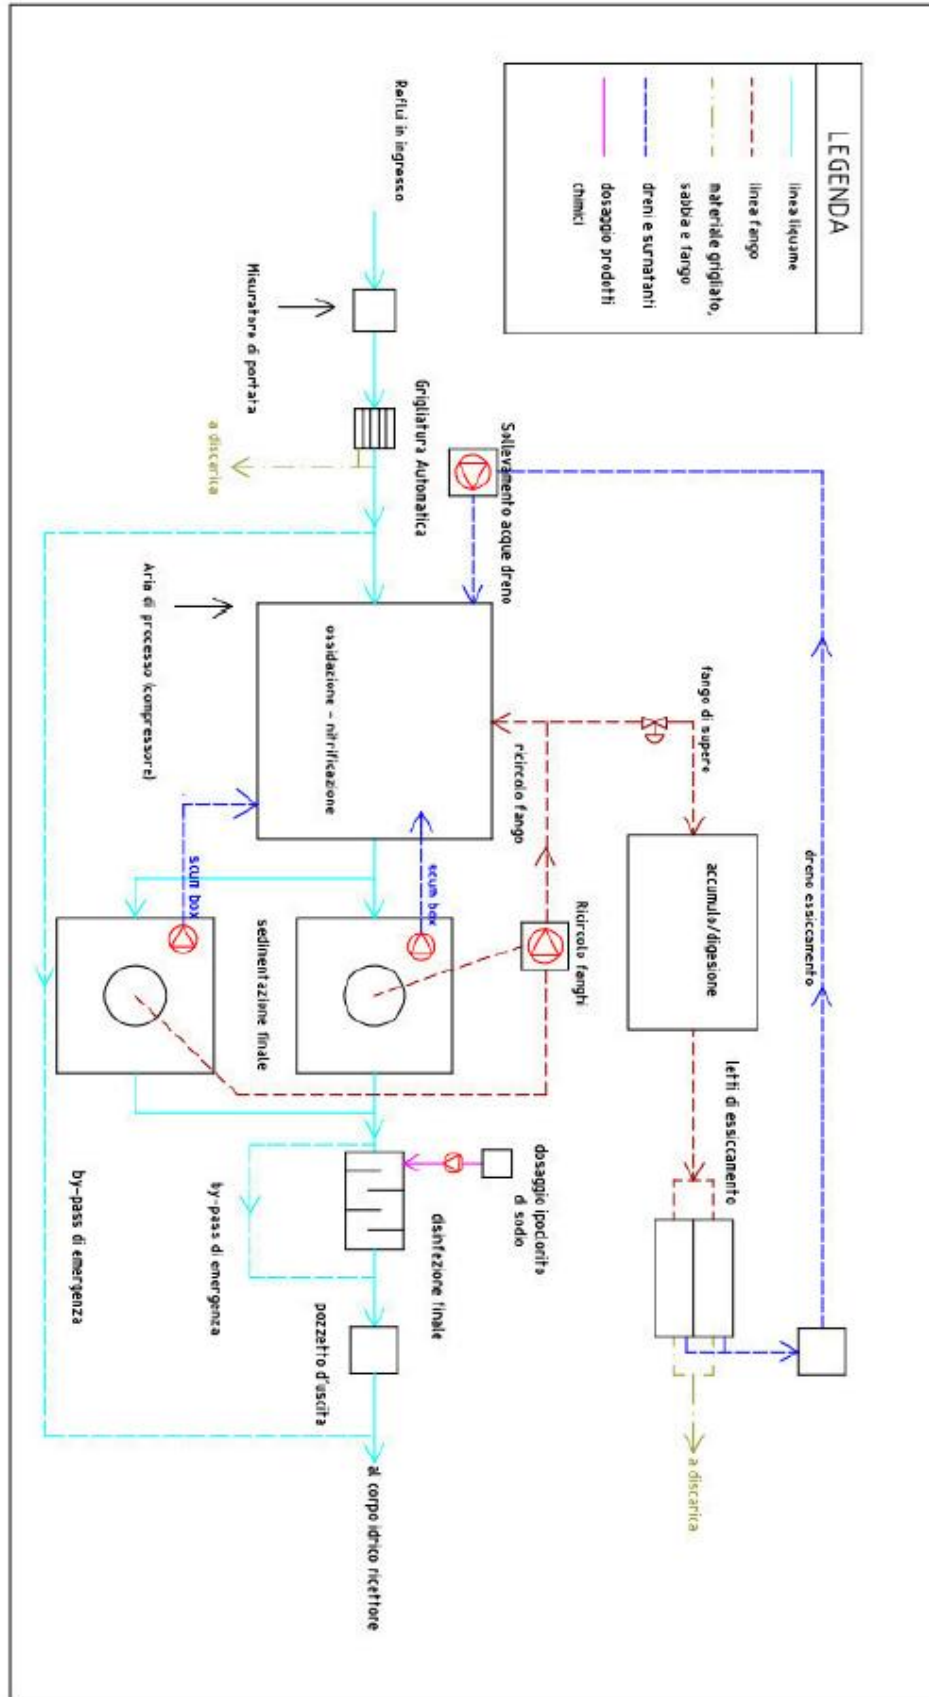 LEGENDA
linea liquame
linea fango
materiale grigliato,
sabbia e fango
dreni e surnatanti
dosaggio prodotti
chimici
Reflui in ingresso
Misuratore di portata
Grigliatura Automatica
a discarica
Sollevamento acque dreno
Aria di processo (compressore)
ossidazione - nitrificazione
ricircolo fango
fango di supero
accumulo/digestione
dreno essiccamento
scum box
scum box
sedimentazione finale
Ricircolo fanghi
letti di essiccamento
dosaggio ipoclorito
di sodio
disinfezione finale
by-pass di emergenza
by-pass di emergenza
pozzetto d'uscita
al corpo idrico ricettore
a discarica